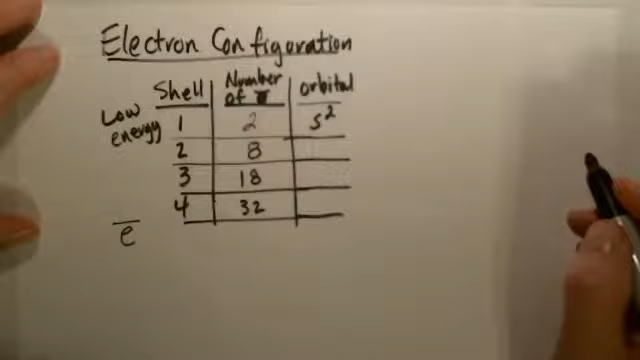 Electron Configuration
Shell Number of orbital
Low energy 1 2 s²
2 8
3 18
4 32
e